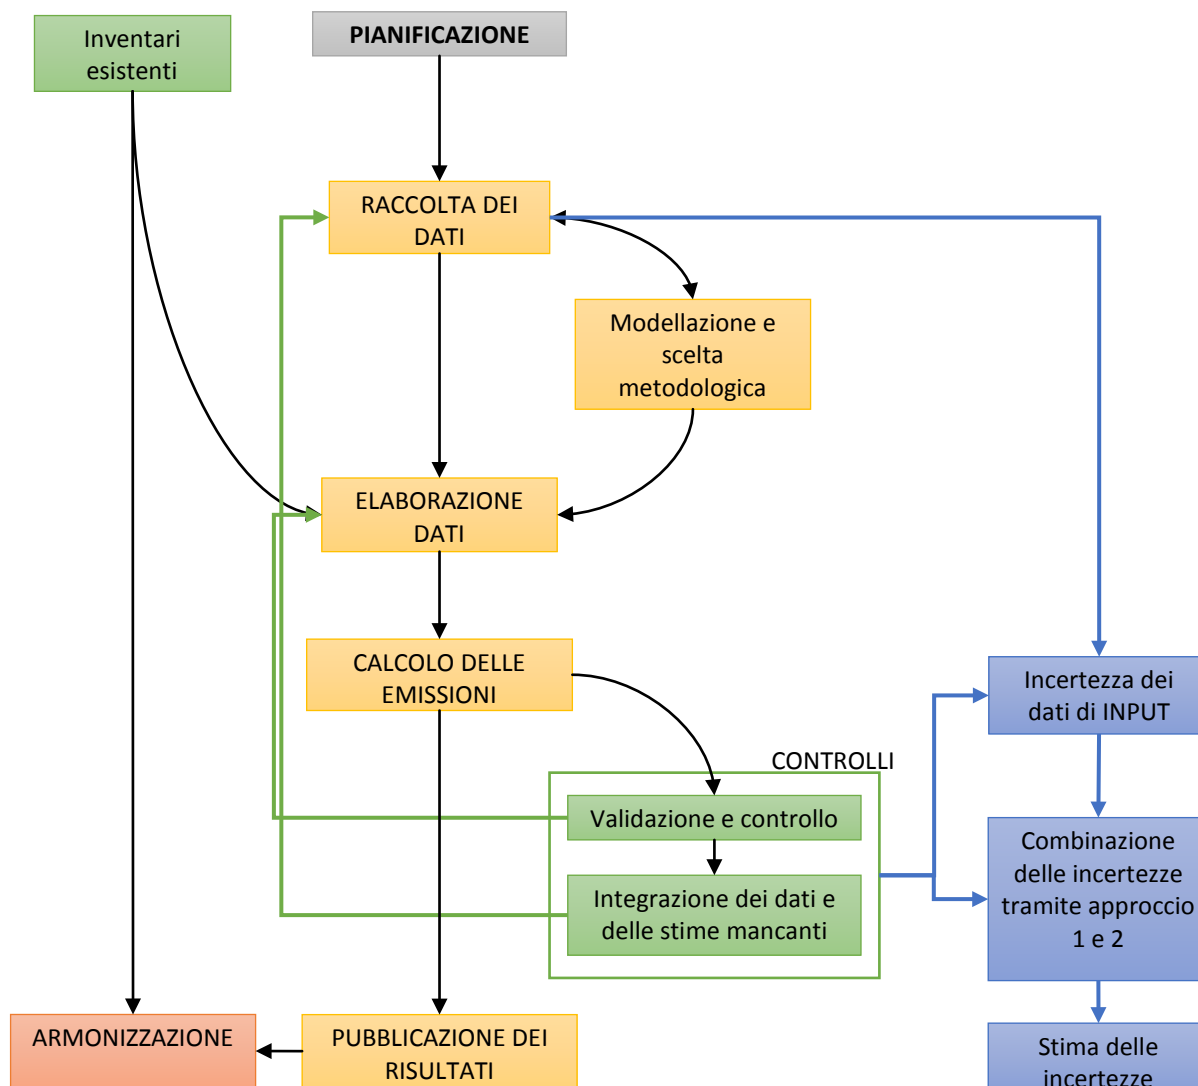 Inventari
esistenti
PIANIFICAZIONE
RACCOLTA DEI
DATI
Modellazione e
scelta
metodologica
ELABORAZIONE
DATI
CALCOLO DELLE
EMISSIONI
Incertezza dei
dati di INPUT
CONTROLLI
Validazione e controllo
Integrazione dei dati e
delle stime mancanti
Combinazione
delle incertezze
tramite approccio
1 e 2
ARMONIZZAZIONE
PUBBLICAZIONE DEI
RISULTATI
Stima delle
incertezze